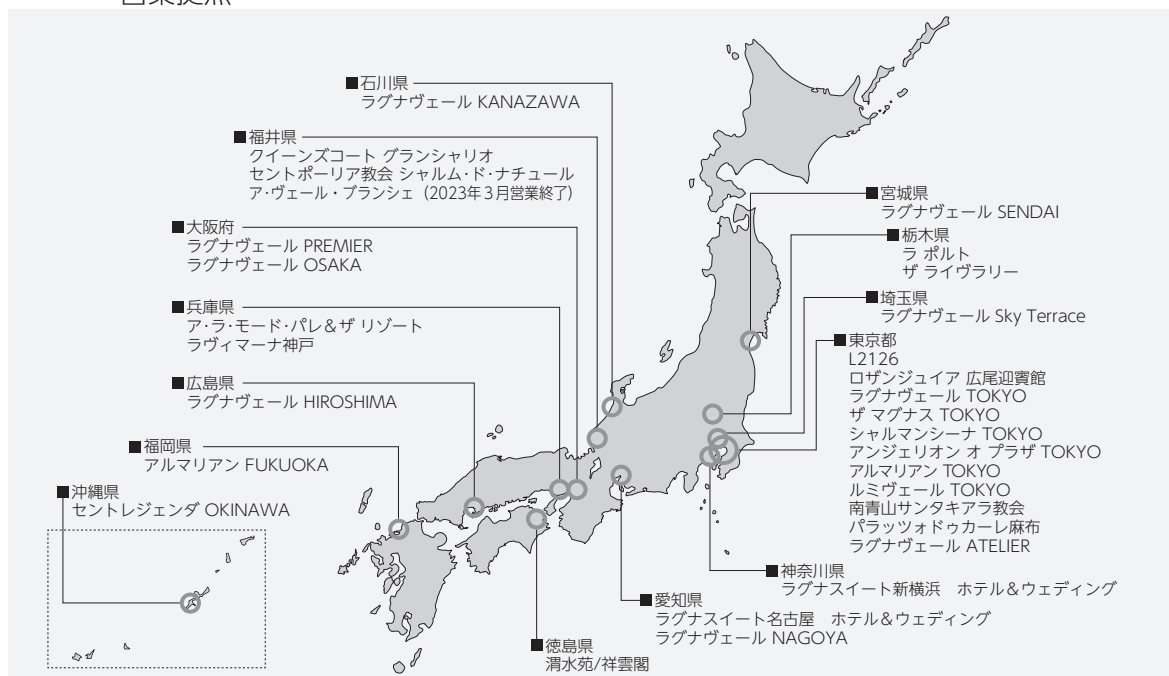 ■石川県
ラグナヴェール KANAZAWA
■福井県
クイーンズコート グランシャリオ
セントポーリア教会 シャルム・ド・ナチュール
ア・ヴェール・ブランシェ（2023年3月営業終了）
■大阪府
ラグナヴェール PREMIER
ラグナヴェール OSAKA
■兵庫県
ア・ラ・モード・パレ＆ザ リゾート
ラヴィマーナ神戸
■広島県
ラグナヴェール HIROSHIMA
■福岡県
アルマリアン FUKUOKA
■沖縄県
セントレジェンダ OKINAWA
■宮城県
ラグナヴェール SENDAI
■栃木県
ラ ポルト
ザ ライヴラリー
■埼玉県
ラグナヴェール Sky Terrace
■東京都
L2126
ロザンジュイア 広尾迎賓館
ラグナヴェール TOKYO
ザ マグナス TOKYO
シャルマンシーナ TOKYO
アンジェリオン オ プラザ TOKYO
アルマリアン TOKYO
ルミヴェール TOKYO
南青山サンタキアラ教会
パラッツォドゥカーレ麻布
ラグナヴェール ATELIER
■神奈川県
ラグナスイート新横浜　ホテル＆ウェディング
■愛知県
ラグナスイート名古屋　ホテル＆ウェディング
ラグナヴェール NAGOYA
■徳島県
渭水苑/祥雲閣